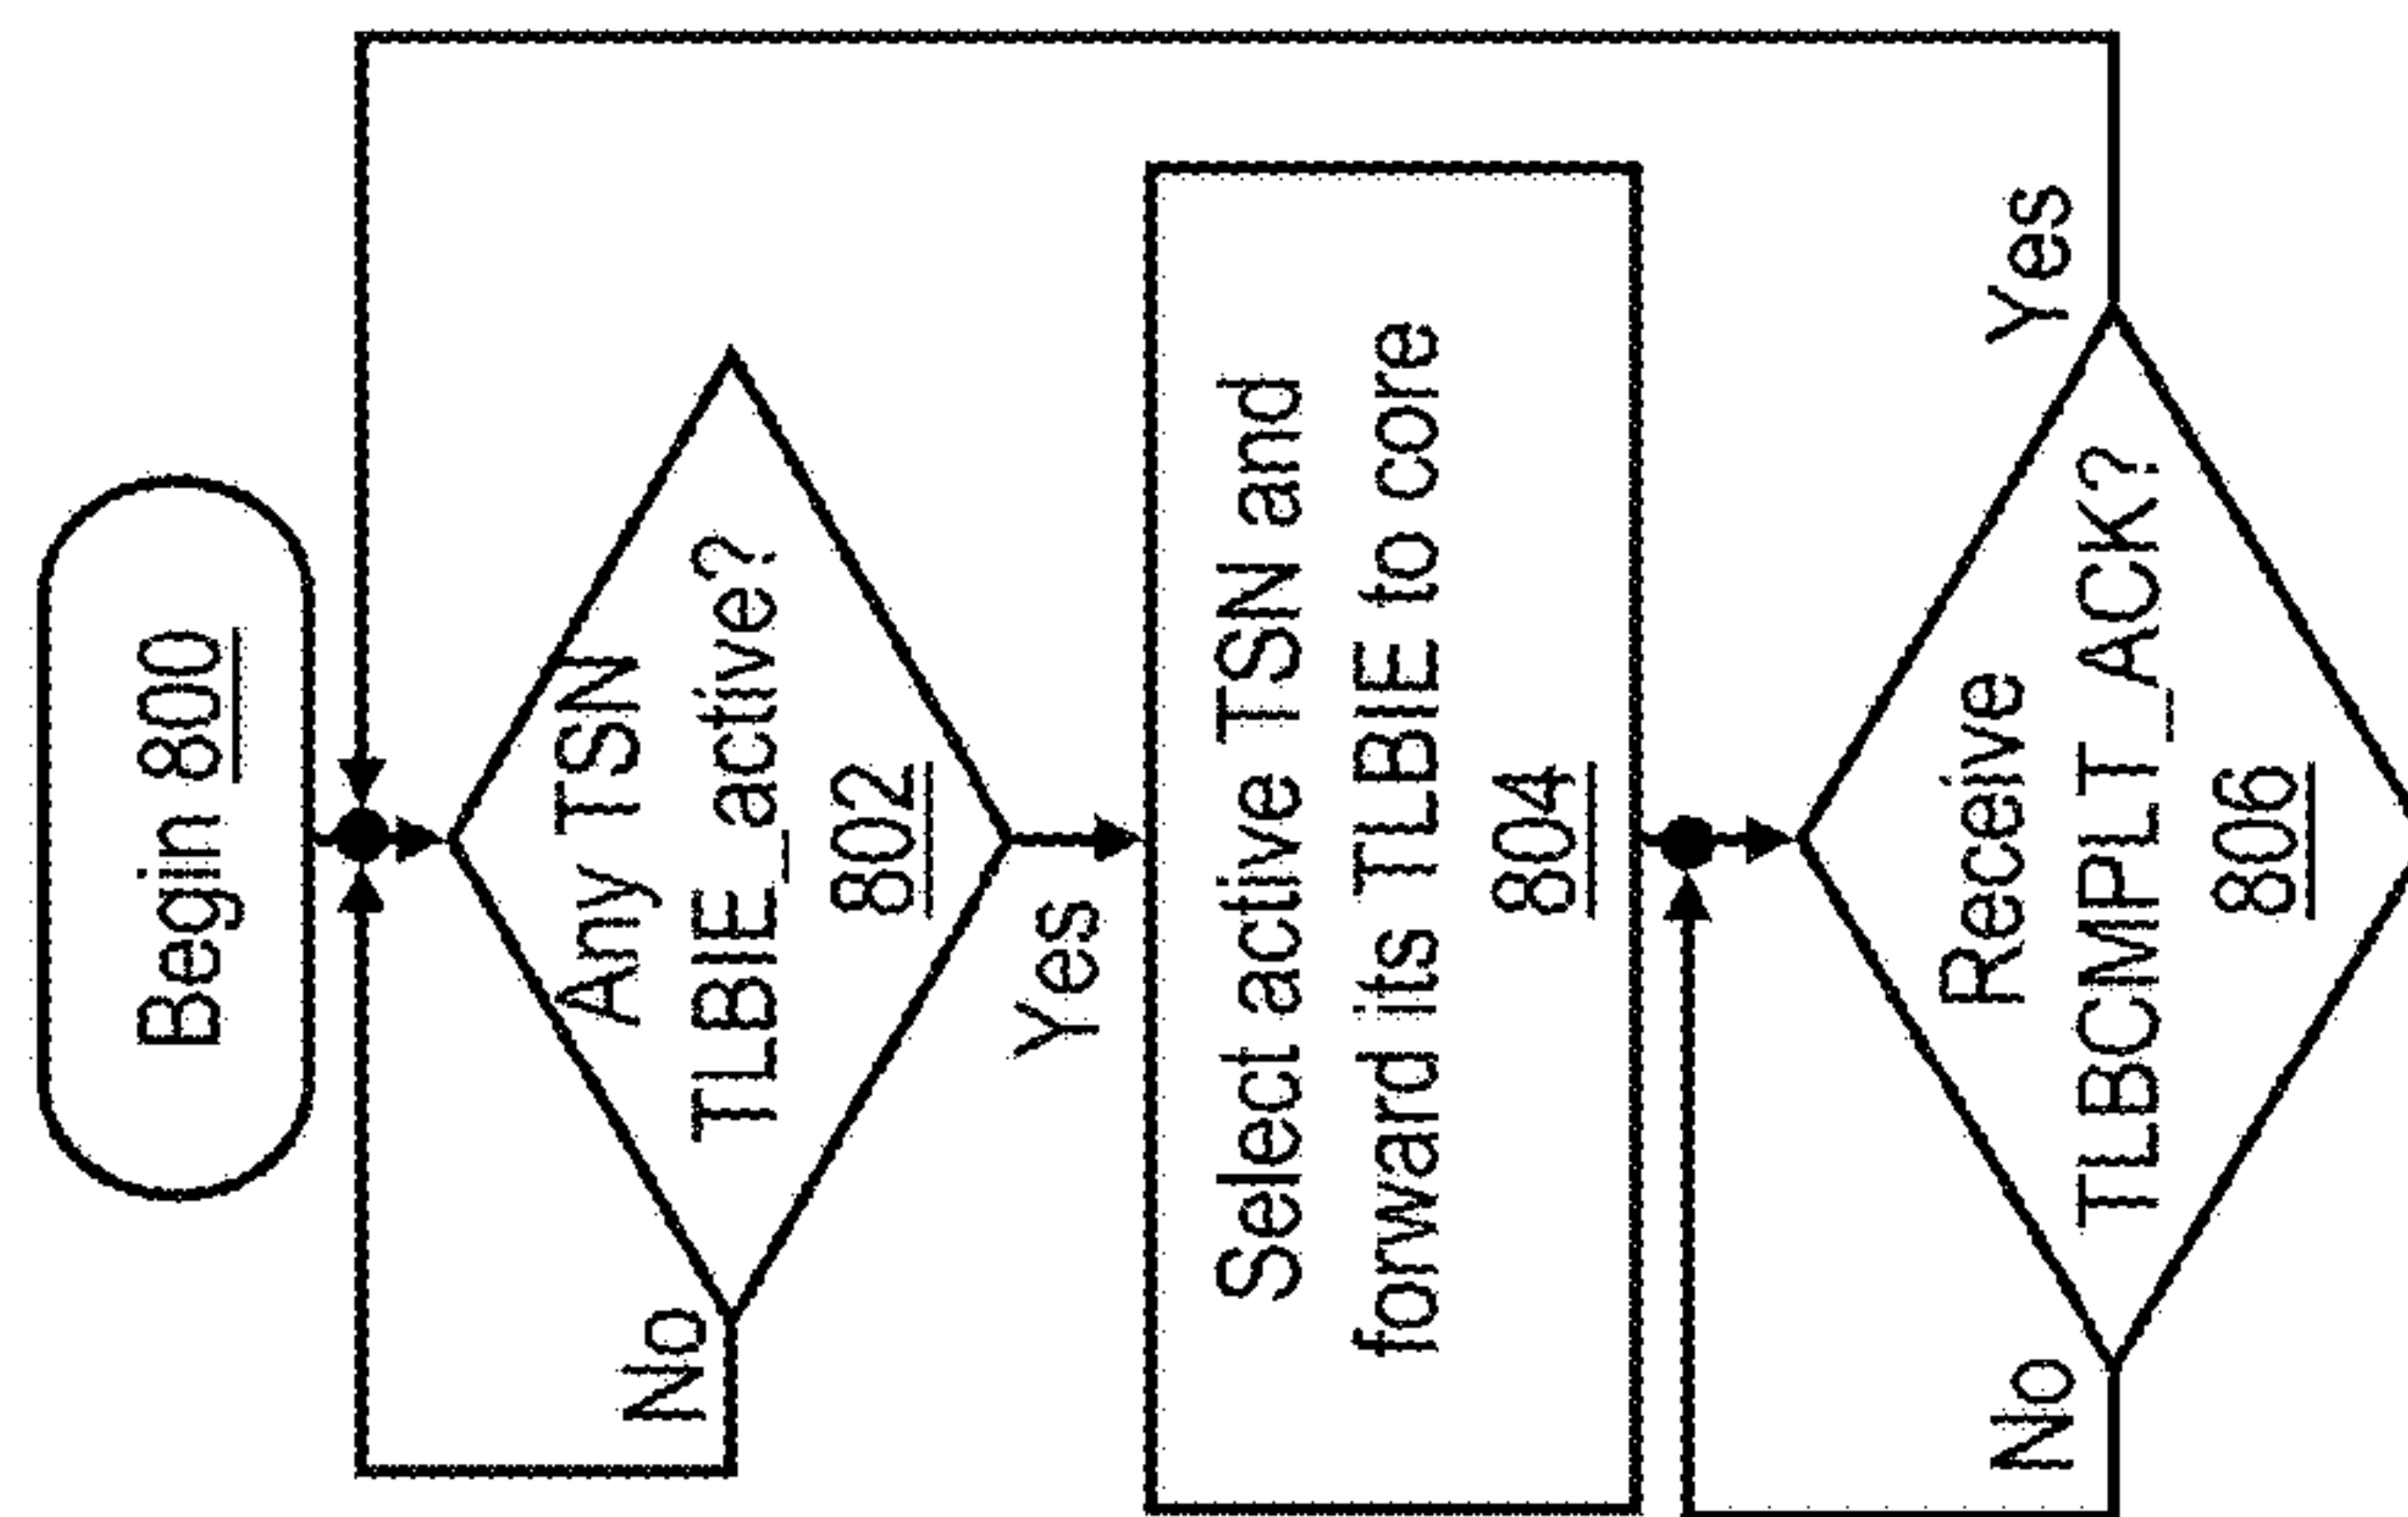 Begin 800
Any TSN
TLBIE_active?
802
No
Yes
Select active TSN and
forward its TLBIE to core
804
Receive
TLBCMPLT_ACK?
806
No
Yes